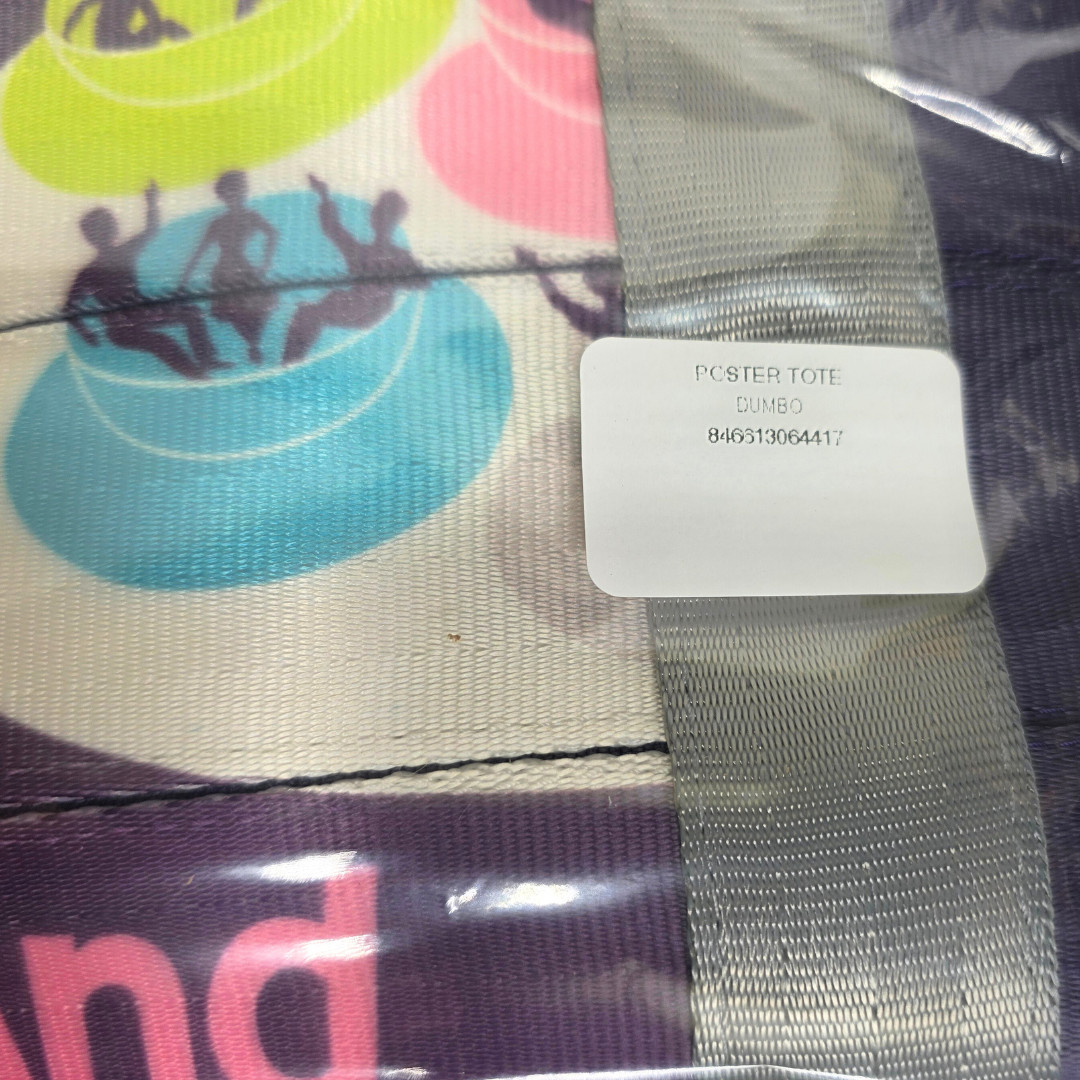 POSTER TOTE
DUMBO
846613064417
and